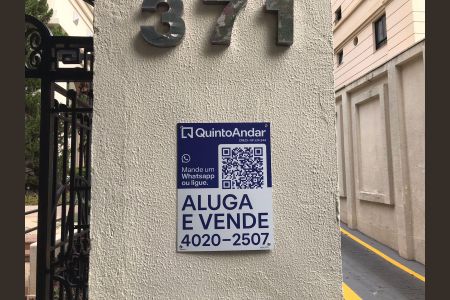 371
QuintoAndar
Mande um
Whatsapp
ou ligue.
ALUGA
E VENDE
4020-2507